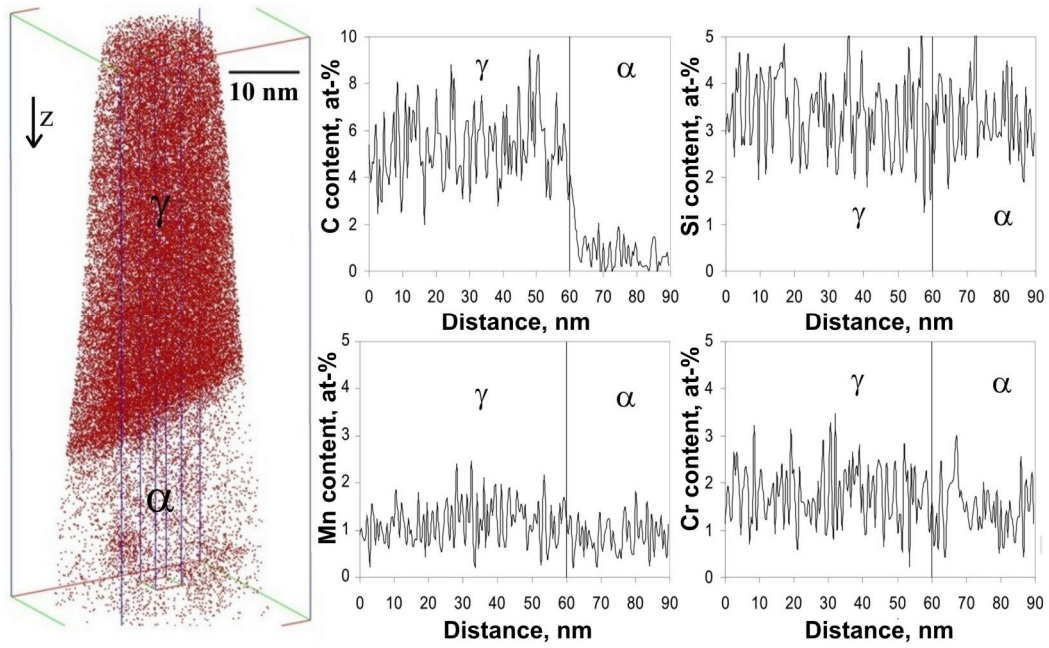 10 nm
z
γ
α
C content, at-%
10
8
6
4
2
0
γ
α
0 10 20 30 40 50 60 70 80 90
Distance, nm
Si content, at-%
5
4
3
2
1
0
γ
α
0 10 20 30 40 50 60 70 80 90
Distance, nm
Mn content, at-%
5
4
3
2
1
0
γ
α
0 10 20 30 40 50 60 70 80 90
Distance, nm
Cr content, at-%
5
4
3
2
1
0
γ
α
0 10 20 30 40 50 60 70 80 90
Distance, nm